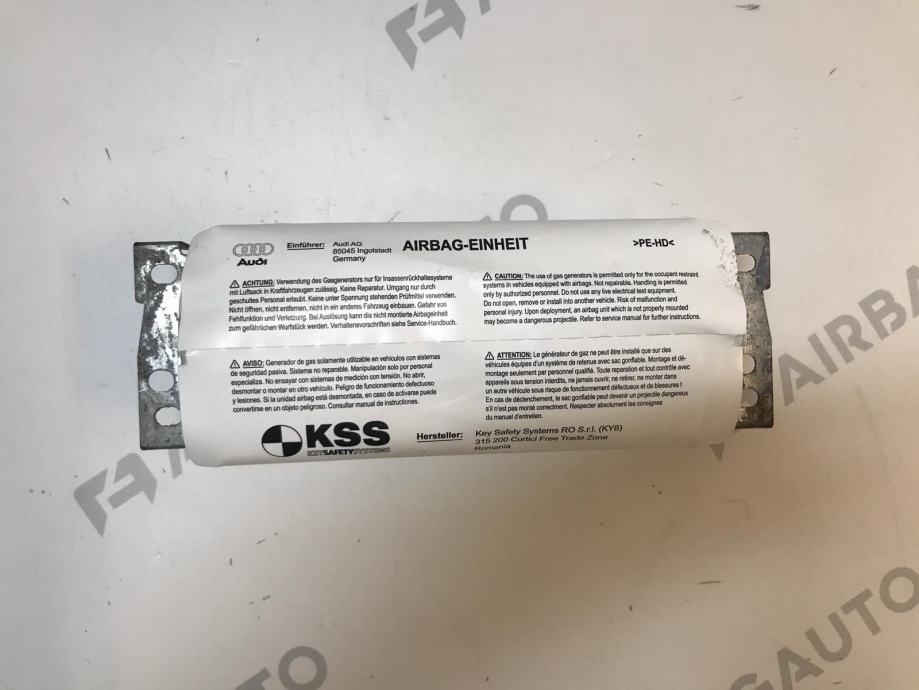 Audi
Einführer: Audi AG
85045 Ingolstadt
Germany
AIRBAG-EINHEIT
>PE-HD<
ACHTUNG: Verwendung des Gasgenerators nur für Insassenrückhaltesysteme
mit Luftsack in Kraftfahrzeugen zulässig. Keine Reparatur. Umgang nur durch
geschultes Personal erlaubt. Keine unter Spannung stehenden Prüfmittel verwenden.
Nicht öffnen, nicht entfernen, nicht in ein anderes Fahrzeug einbauen. Gefahr von
Fehlfunktion und Verletzung. Bei Auslösung kann die nicht montierte Airbageinheit
zum gefährlichen Wurfstück werden. Verhaltensvorschriften siehe Service-Handbuch.
CAUTION: The use of gas generators is permitted only for the occupant restraint
systems in vehicles equipped with airbags. Not repairable. Handling is permitted
only by authorized personnel. Do not use any live electrical test equipment.
Do not open, remove or install into another vehicle. Risk of malfunction and
personal injury. Upon deployment, an airbag unit which is not properly mounted
may become a dangerous projectile. Refer to service manual for further instructions.
AVISO: Generador de gas solamente utilizable en vehículos con sistemas
de seguridad pasiva. Sistema no reparable. Manipulación solo por personal
especializa. No ensayar con sistemas de medición con tensión. No abrir,
desmontar o montar en otro vehículo. Peligro de funcionamiento defectuoso
y lesiones. Si la unidad airbag está desmontada, en caso de activarse puede
convertirse en un objeto peligroso. Consultar manual de instrucciones.
ATTENTION: Le générateur de gaz ne peut être installé que sur des
véhicules équipes d'un système de retenue avec sac gonflable. Montage et dé-
montage seulement par personnel qualifié. Toute reparation et tout contrôle avec
appareils sous tension interdits, ne jamais ouvrir, ne retirer, ne montrer dans
un autre véhicule sous risque de fonctionnement défectueux et de blessures !
En cas de déclenchement, le sac gonflable peut devenir un projectile dangereux
s'il n'est pas monté correctment. Respecter absolument les consignes
du manuel d'entretien.
KSS
KEYSAFETYSYSTEMS
Hersteller: Key Safety Systems RO S.r.l. (KY8)
315 200 Curtici Free Trade Zone
Romania
AUTO
AIRBA
AIRBAG
GAUTO